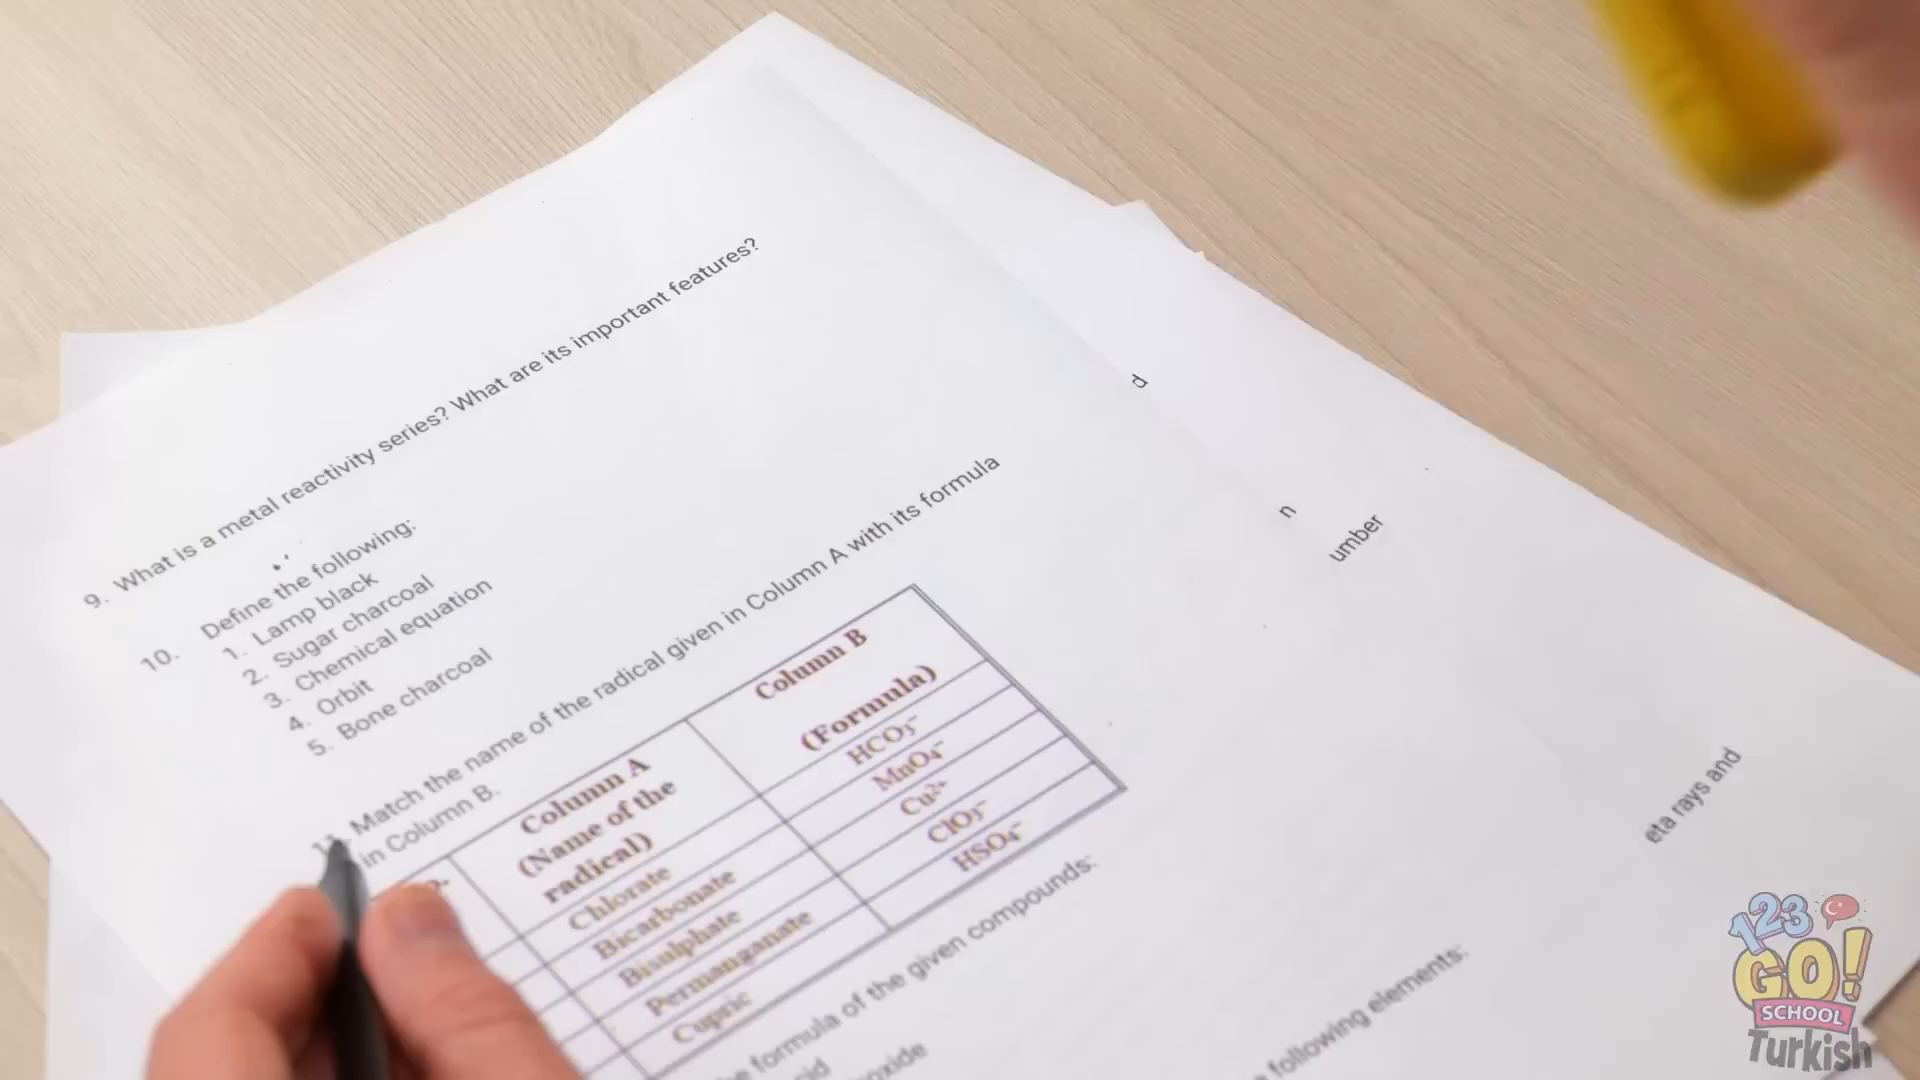 9. What is a metal reactivity series? What are its important features?
10. Define the following:
1. Lamp black
2. Sugar charcoal
3. Chemical equation
4. Orbit
5. Bone charcoal
Match the name of the radical given in Column A with its formula
in Column B.
Column A
(Name of the
radical)
Column B
(Formula)
Chlorate
HCO₃⁻
Bicarbonate
MnO₄⁻
Bisulphate
Cu²⁺
Permanganate
ClO₃⁻
Cupric
HSO₄⁻
formula of the given compounds:
oxide
following elements:
d
n
umber
eta rays and
123
GO!
SCHOOL
Turkish